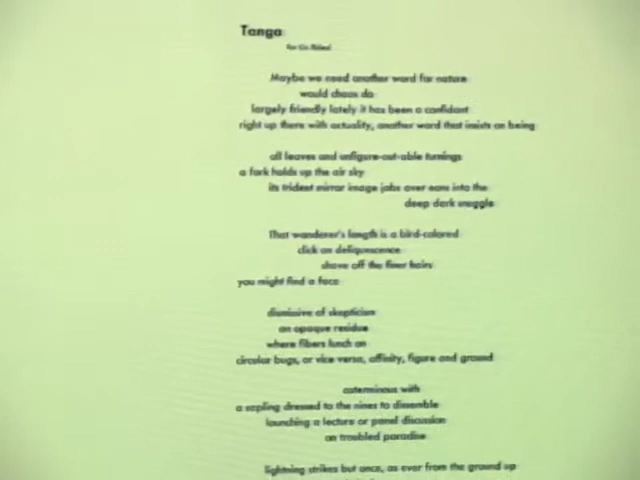 Tanga
Maybe we need another word for nature
would chaos do
largely friendly lately it has been a confidant
right up there with actuality, another word that insists on being
all leaves and unfigure-out-able turnings
a fork holds up the air sky
its trident mirror image jabs over eons into the
deep dark snuggle
That wanderer's length is a bird-colored
click on deliquescence
shave off the finer hairs
you might find a face
dismissive of skepticism
an opaque residue
where fibers lunch on
circular bugs, or vice versa, affinity, figure and ground
coterminous with
a sapling dressed to the nines to dissemble
launching a lecture or panel discussion
on troubled paradise
lightning strikes but once, as ever from the ground up